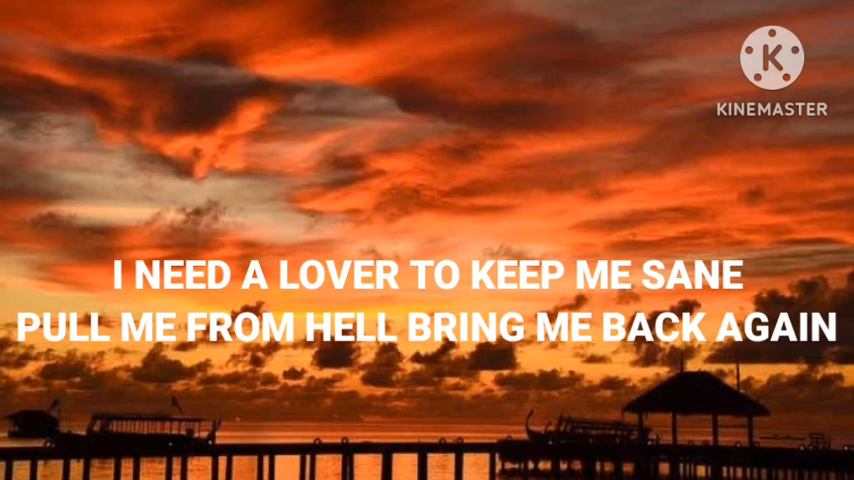 K
KINEMASTER
I NEED A LOVER TO KEEP ME SANE
PULL ME FROM HELL BRING ME BACK AGAIN